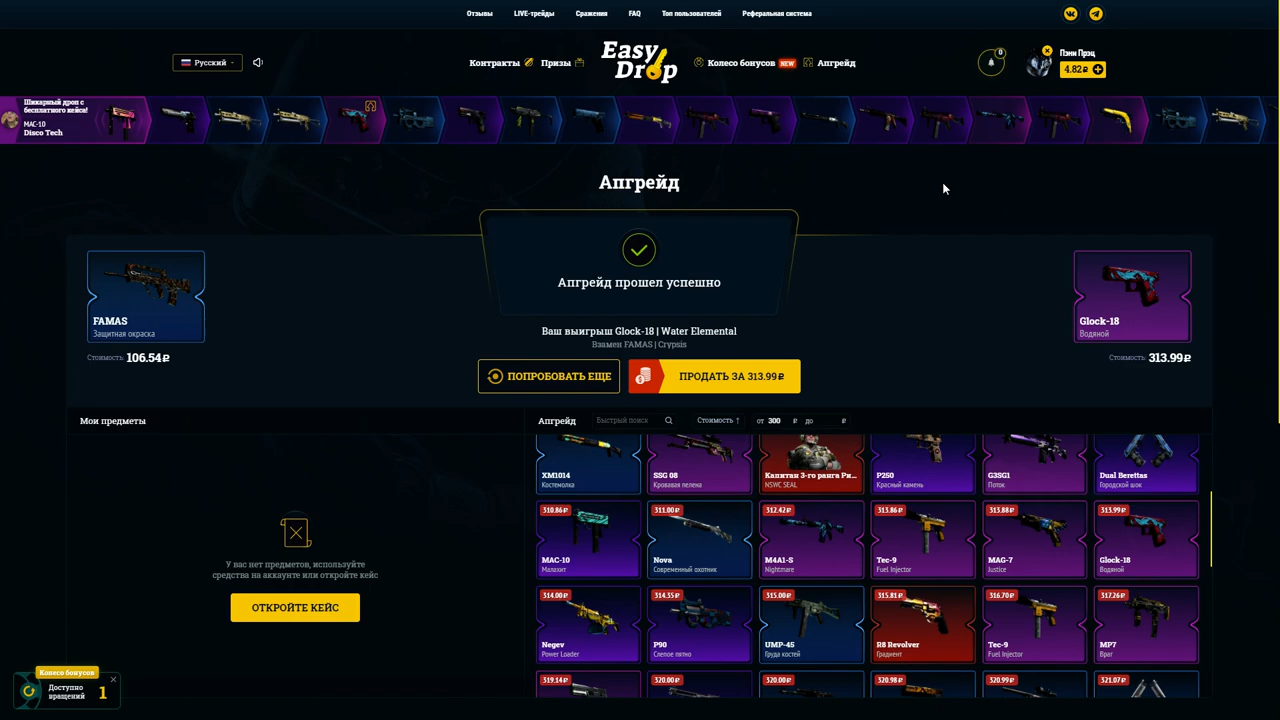 Отзывы
LIVE-трейды
Сражения
FAQ
Топ пользователей
Реферальная система
Русский
Контракты
Призы
Easy Drop
Колесо бонусов NEW
Апгрейд
0
Пэни Прэц
4.82₽
Шикарный дроп с
бесплатного кейса!
MAC-10
Disco Tech
Апгрейд
Апгрейд прошел успешно
FAMAS
Защитная окраска
Стоимость: 106.54₽
Glock-18
Водяной
Стоимость: 313.99₽
Ваш выигрыш Glock-18 | Water Elemental
Взамен FAMAS | Crypsis
ПОПРОБОВАТЬ ЕЩЕ
ПРОДАТЬ ЗА 313.99₽
Мои предметы
Апгрейд
Быстрый поиск
Стоимость ↑
от 300 ₽ до ₽
XM1014
Костемолка
SSG 08
Кровавая пелена
Капитан 3-го ранга Ри...
NSWC SEAL
P250
Красный камень
G3SG1
Поток
Dual Berettas
Городской шок
310.86₽
MAC-10
Малахит
311.00₽
Nova
Современный охотник
312.42₽
M4A1-S
Nightmare
313.86₽
Tec-9
Fuel Injector
313.88₽
MAG-7
Justice
313.99₽
Glock-18
Водяной
314.00₽
Negev
Power Loader
314.35₽
P90
Слепое пятно
315.00₽
UMP-45
Груда костей
315.81₽
R8 Revolver
Градиент
316.70₽
Tec-9
Fuel Injector
317.26₽
MP7
Враг
319.14₽
320.00₽
320.00₽
320.98₽
320.99₽
321.07₽
У вас нет предметов, используйте
средства на аккаунте или откройте кейс
ОТКРОЙТЕ КЕЙС
Колесо бонусов
Доступно
вращений 1